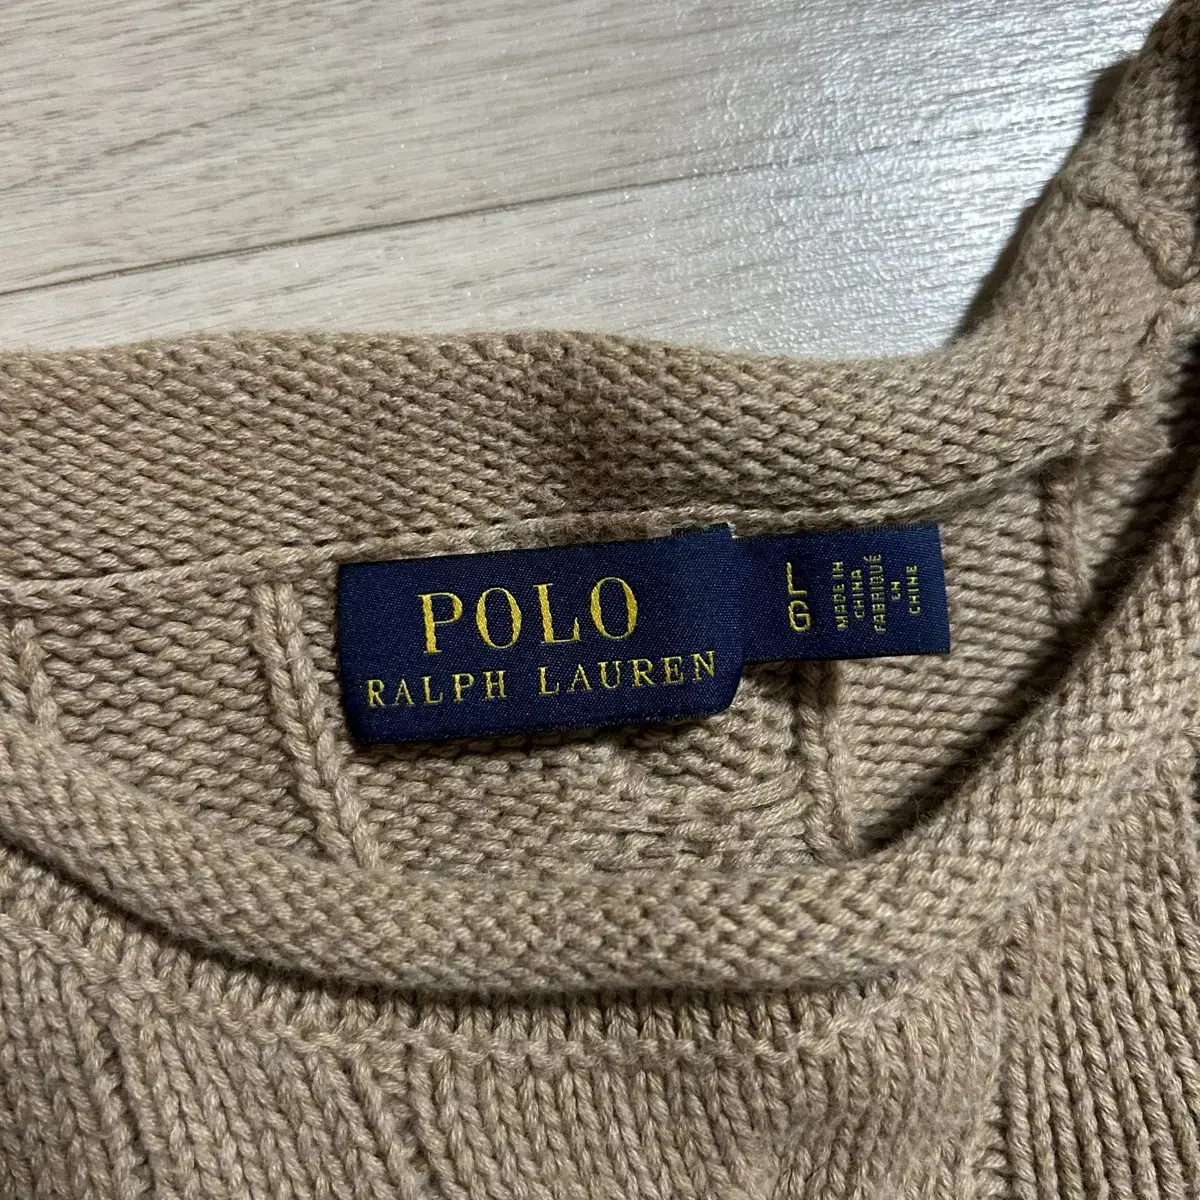 POLO
RALPH LAUREN
L
G
MADE IN
CHINA
FABRIQUÉ
EN
CHINE